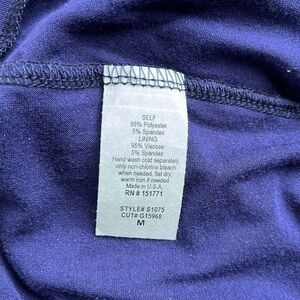 SELF
95% Polyester
5% Spandex
LINING
95% Viscose
5% Spandex
Hand wash cold separately
only non-chlorine bleach
when needed, flat dry,
warm iron if needed
Made in U.S.A.
RN # 151771
STYLE# S1075
CUT# G15968
M